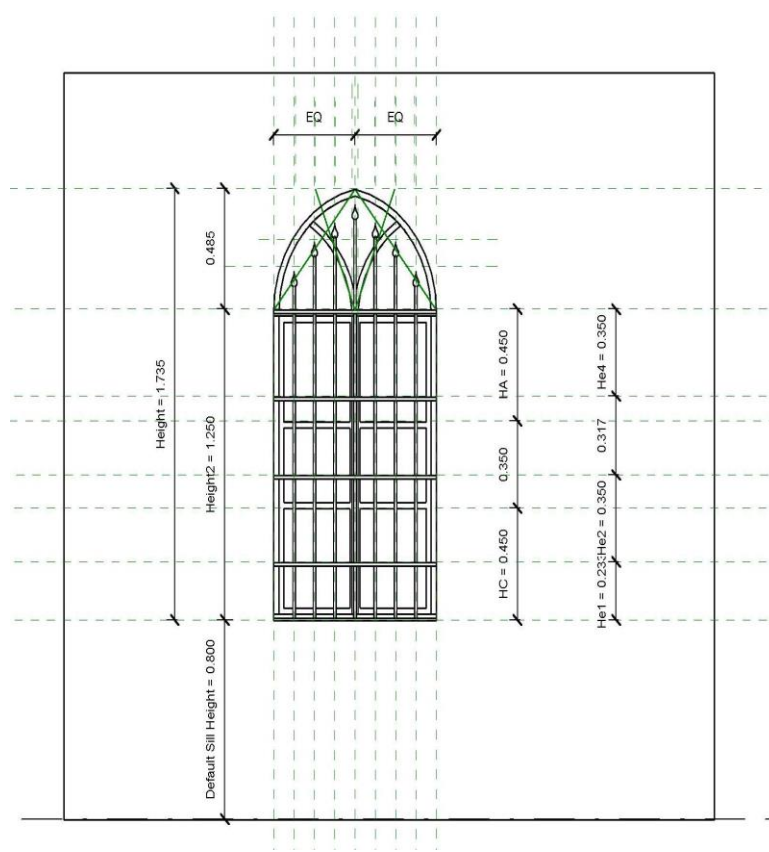 EQ
EQ
0.485
Height = 1.735
Height2 = 1.250
Default Sill Height = 0.800
HA = 0.450
0.350
HC = 0.450
He4 = 0.350
0.317
He2 = 0.350
He1 = 0.233